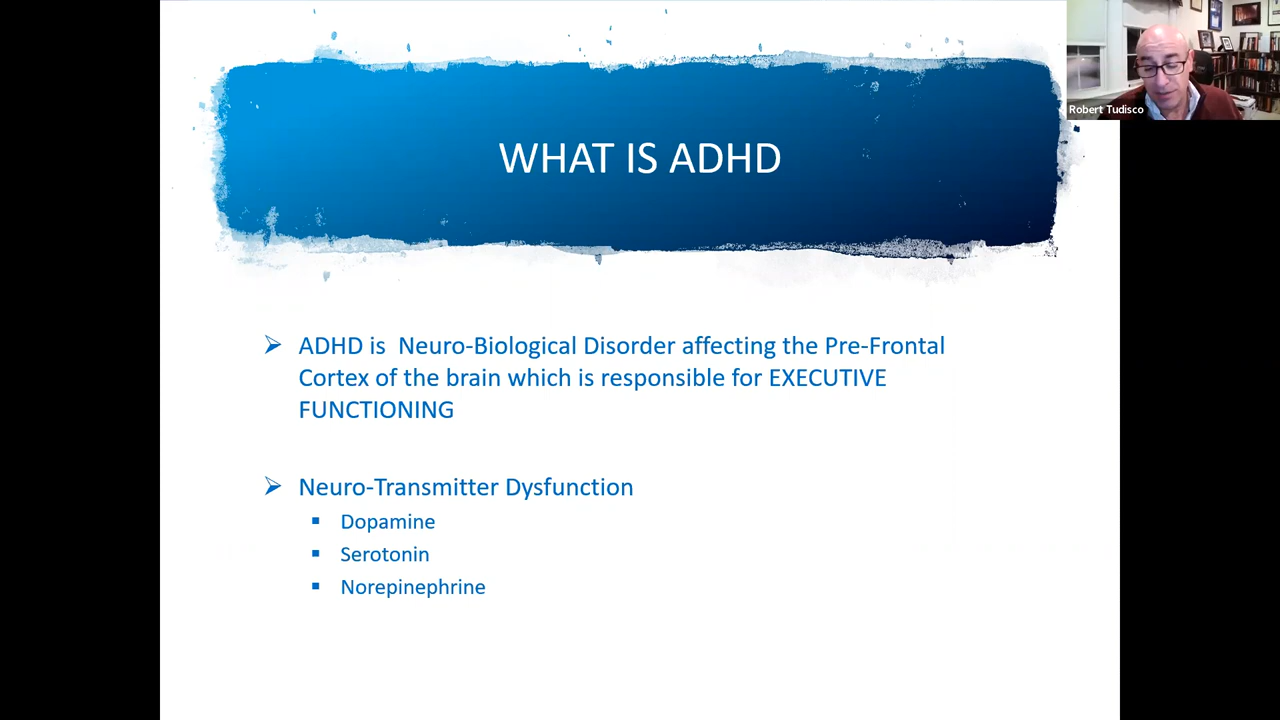 WHAT IS ADHD
Robert Tudisco
ADHD is Neuro-Biological Disorder affecting the Pre-Frontal
Cortex of the brain which is responsible for EXECUTIVE
FUNCTIONING
Neuro-Transmitter Dysfunction
Dopamine
Serotonin
Norepinephrine